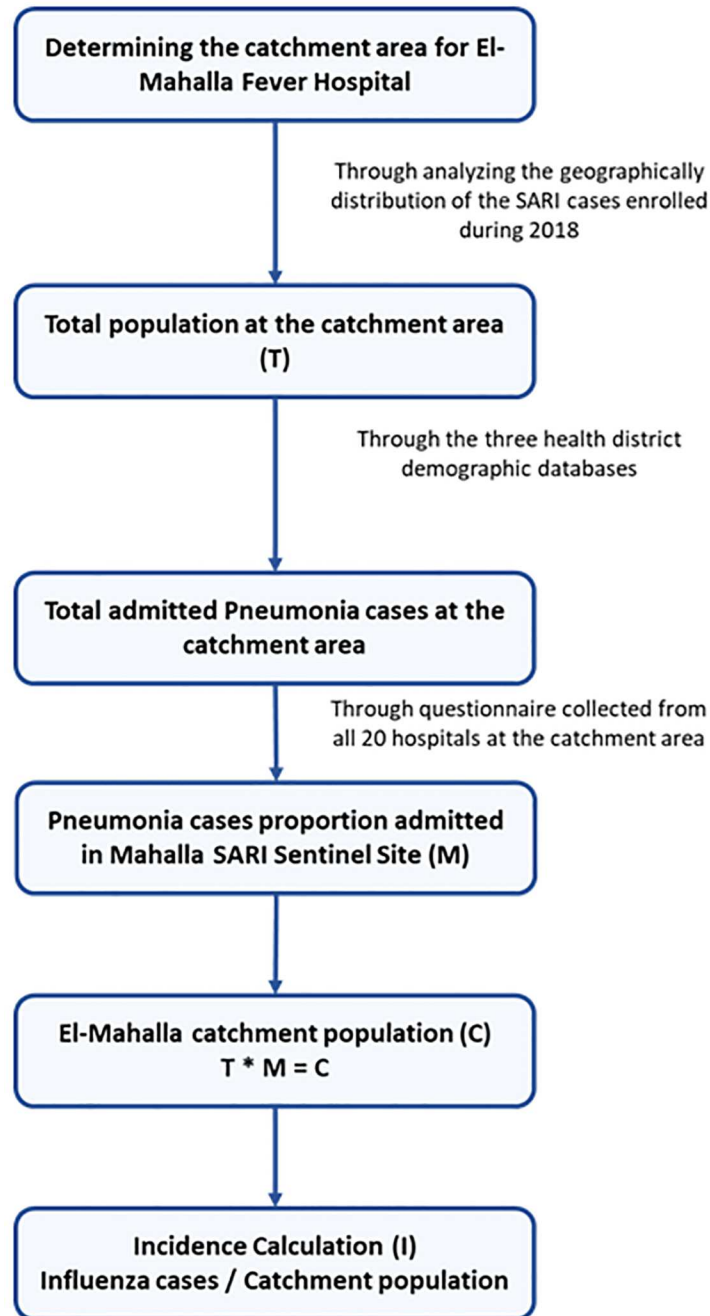 Determining the catchment area for El-
Mahalla Fever Hospital
Through analyzing the geographically
distribution of the SARI cases enrolled
during 2018
Total population at the catchment area
(T)
Through the three health district
demographic databases
Total admitted Pneumonia cases at the
catchment area
Through questionnaire collected from
all 20 hospitals at the catchment area
Pneumonia cases proportion admitted
in Mahalla SARI Sentinel Site (M)
El-Mahalla catchment population (C)
T * M = C
Incidence Calculation (I)
Influenza cases / Catchment population